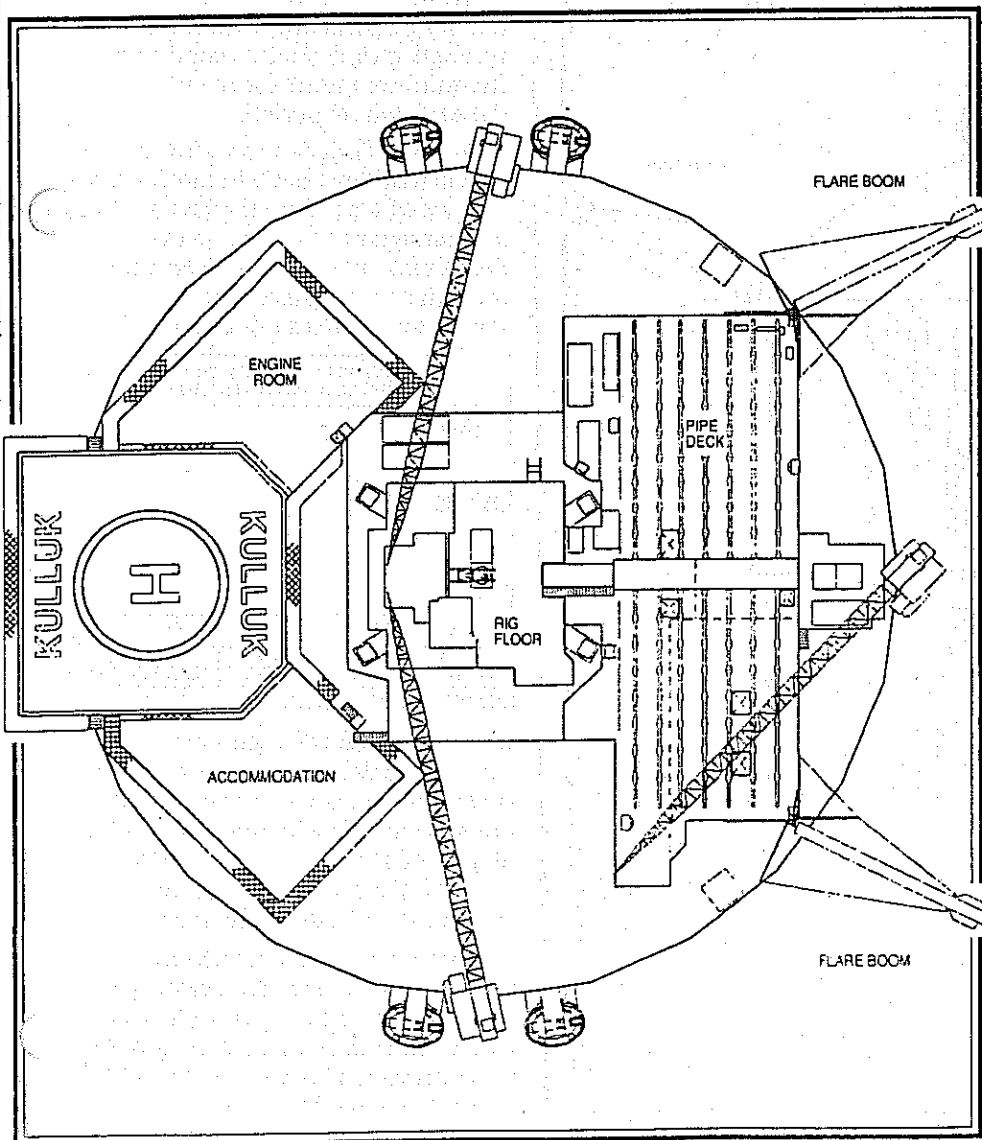 FLARE BOOM
ENGINE
ROOM
PIPE
DECK
KULLUK
H
KULLUK
RIG
FLOOR
ACCOMMODATION
FLARE BOOM